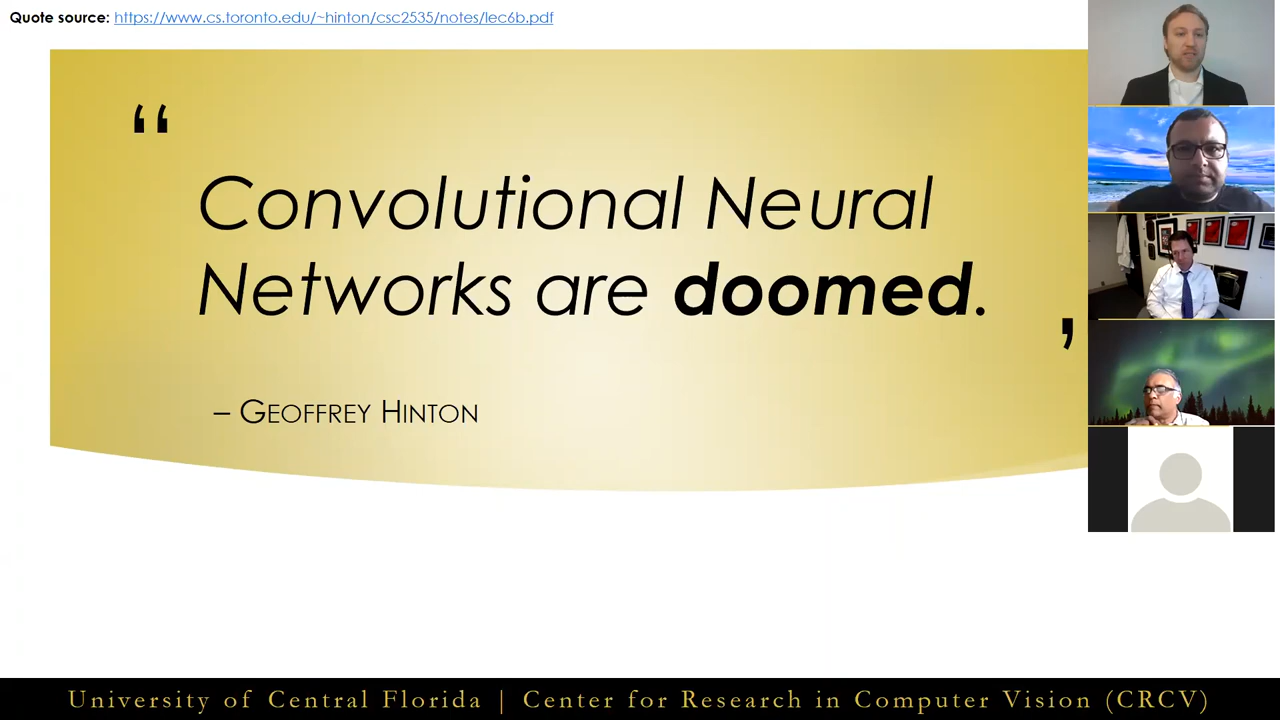 Quote source: https://www.cs.toronto.edu/~hinton/csc2535/notes/lec6b.pdf
“
Convolutional Neural
Networks are doomed.
’
– GEOFFREY HINTON
University of Central Florida | Center for Research in Computer Vision (CRCV)